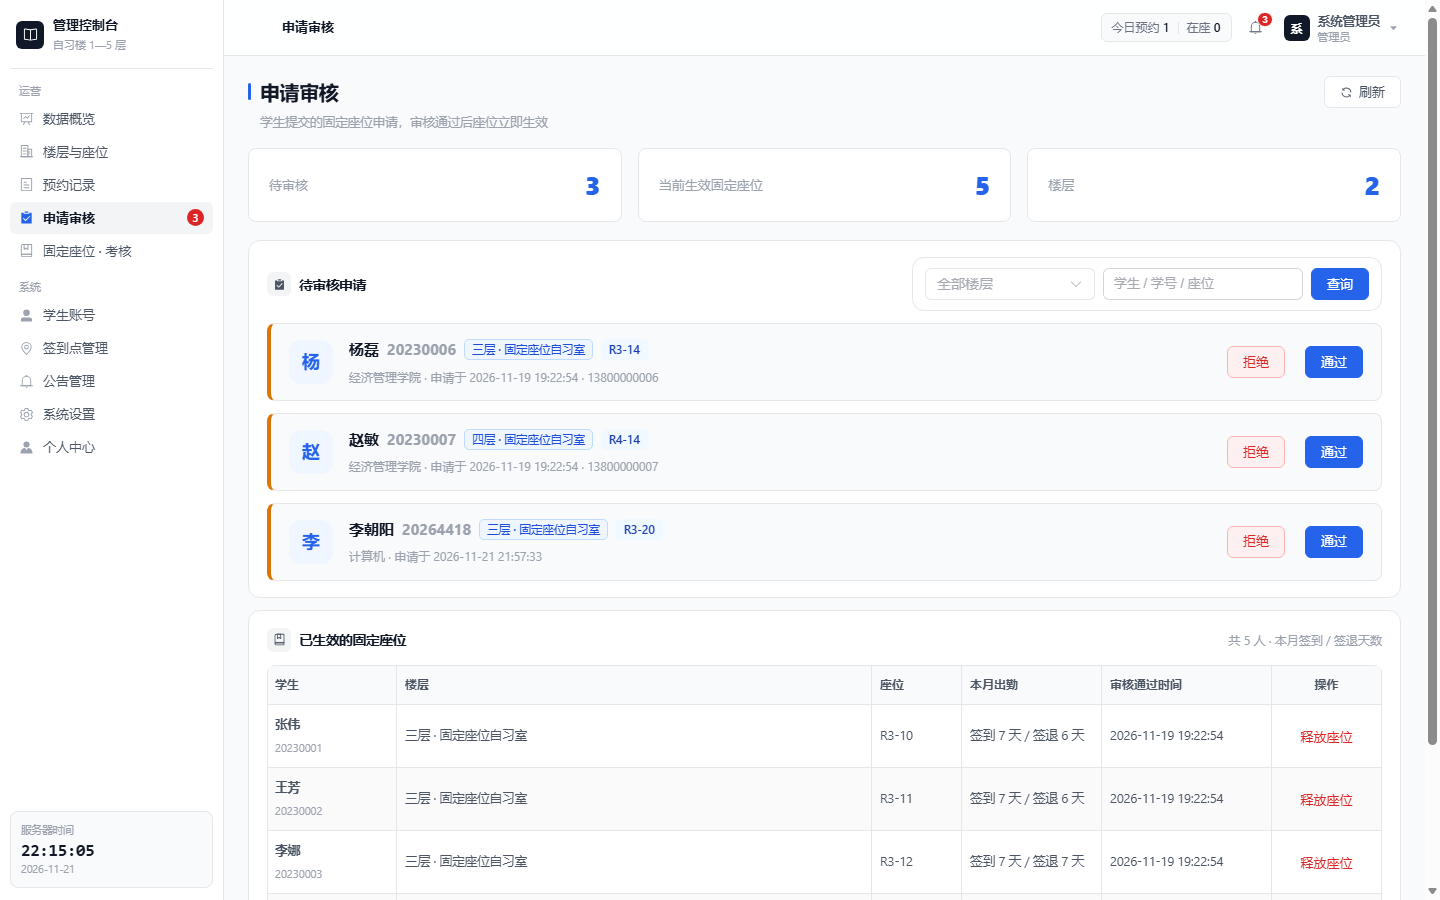 管理控制台
自习楼 1—5 层
运营
数据概览
楼层与座位
预约记录
申请审核 3
固定座位 · 考核
系统
学生账号
签到点管理
公告管理
系统设置
个人中心
服务器时间
22:15:05
2026-11-21
申请审核
今日预约 1 在座 0
3
系
系统管理员
管理员
申请审核
刷新
学生提交的固定座位申请，审核通过后座位立即生效
待审核 3
当前生效固定座位 5
楼层 2
待审核申请
全部楼层 学生 / 学号 / 座位 查询
杨
杨磊 20230006 三层 · 固定座位自习室 R3-14
经济管理学院 · 申请于 2026-11-19 19:22:54 · 13800000006
拒绝 通过
赵
赵敏 20230007 四层 · 固定座位自习室 R4-14
经济管理学院 · 申请于 2026-11-19 19:22:54 · 13800000007
拒绝 通过
李
李朝阳 20264418 三层 · 固定座位自习室 R3-20
计算机 · 申请于 2026-11-21 21:57:33
拒绝 通过
已生效的固定座位
共 5 人 · 本月签到 / 签退天数
学生 楼层 座位 本月出勤 审核通过时间 操作
张伟
20230001
三层 · 固定座位自习室 R3-10 签到 7 天 / 签退 6 天 2026-11-19 19:22:54 释放座位
王芳
20230002
三层 · 固定座位自习室 R3-11 签到 7 天 / 签退 6 天 2026-11-19 19:22:54 释放座位
李娜
20230003
三层 · 固定座位自习室 R3-12 签到 7 天 / 签退 7 天 2026-11-19 19:22:54 释放座位